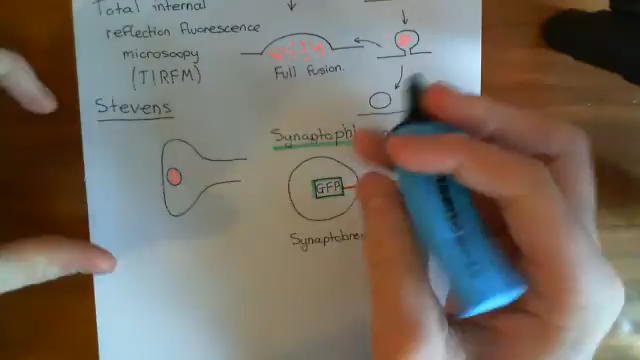 Total internal
reflection fluorescence
microscopy
(TIRFM)
Full fusion.
Stevens
GFP